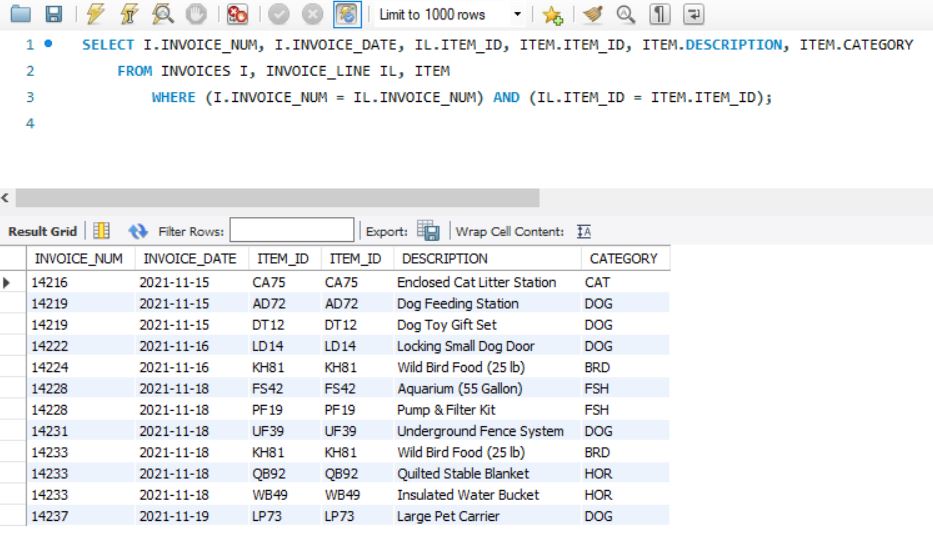 Limit to 1000 rows
1 SELECT I.INVOICE_NUM, I.INVOICE_DATE, IL.ITEM_ID, ITEM.ITEM_ID, ITEM.DESCRIPTION, ITEM.CATEGORY
2 FROM INVOICES I, INVOICE_LINE IL, ITEM
3 WHERE (I.INVOICE_NUM = IL.INVOICE_NUM) AND (IL.ITEM_ID = ITEM.ITEM_ID);
4
Result Grid Filter Rows: Export: Wrap Cell Content: IA
INVOICE_NUM INVOICE_DATE ITEM_ID ITEM_ID DESCRIPTION CATEGORY
14216 2021-11-15 CA75 CA75 Enclosed Cat Litter Station CAT
14219 2021-11-15 AD72 AD72 Dog Feeding Station DOG
14219 2021-11-15 DT12 DT12 Dog Toy Gift Set DOG
14222 2021-11-16 LD14 LD14 Locking Small Dog Door DOG
14224 2021-11-16 KH81 KH81 Wild Bird Food (25 lb) BRD
14228 2021-11-18 FS42 FS42 Aquarium (55 Gallon) FSH
14228 2021-11-18 PF19 PF19 Pump & Filter Kit FSH
14231 2021-11-18 UF39 UF39 Underground Fence System DOG
14233 2021-11-18 KH81 KH81 Wild Bird Food (25 lb) BRD
14233 2021-11-18 QB92 QB92 Quilted Stable Blanket HOR
14233 2021-11-18 WB49 WB49 Insulated Water Bucket HOR
14237 2021-11-19 LP73 LP73 Large Pet Carrier DOG